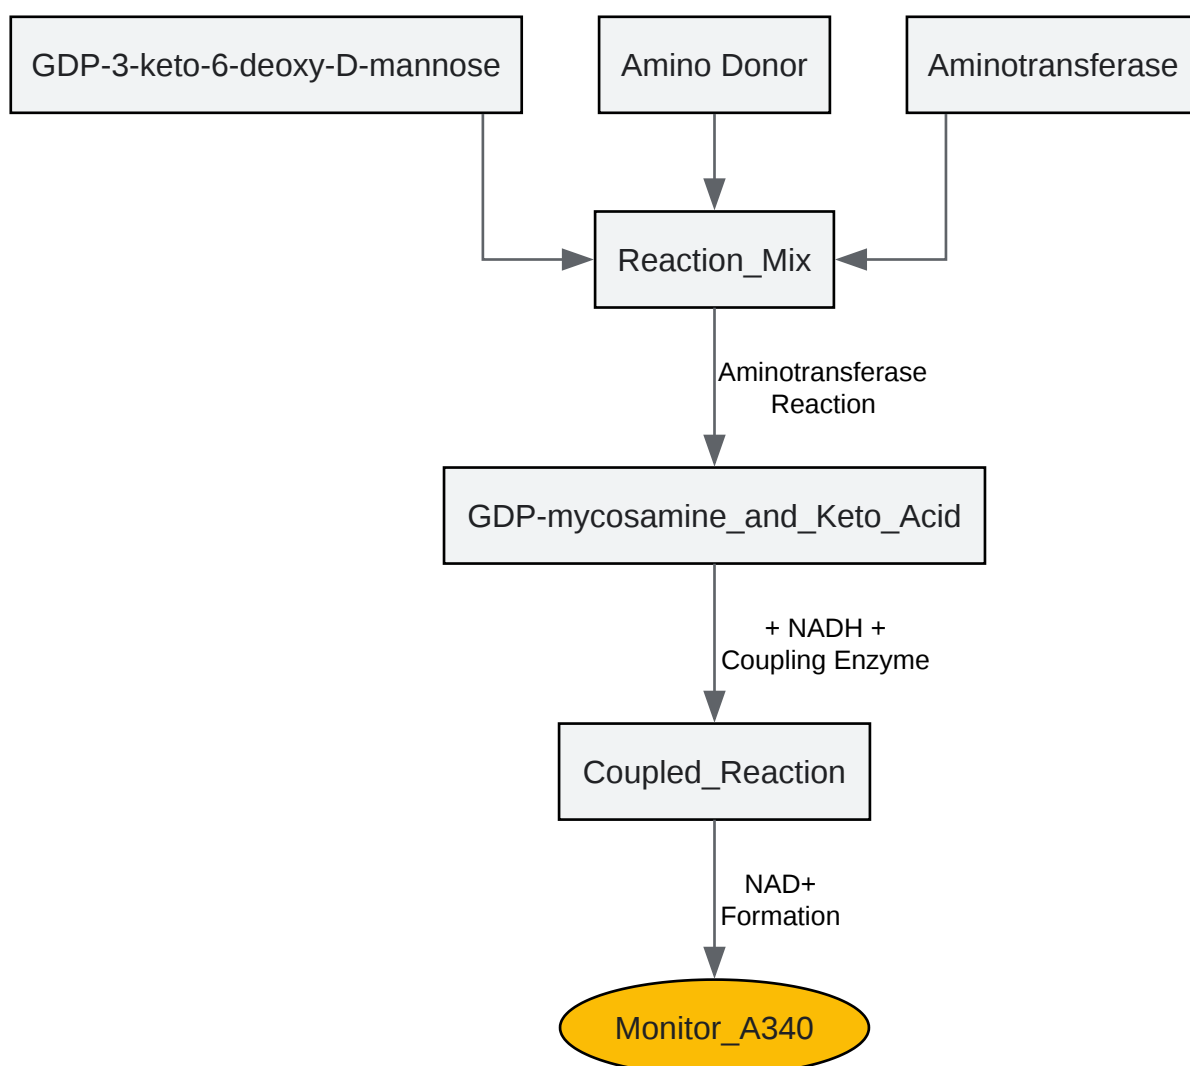 GDP-3-keto-6-deoxy-D-mannose
Amino Donor
Aminotransferase
Reaction_Mix
Aminotransferase
Reaction
GDP-mycosamine_and_Keto_Acid
+ NADH +
Coupling Enzyme
Coupled_Reaction
NAD+
Formation
Monitor_A340